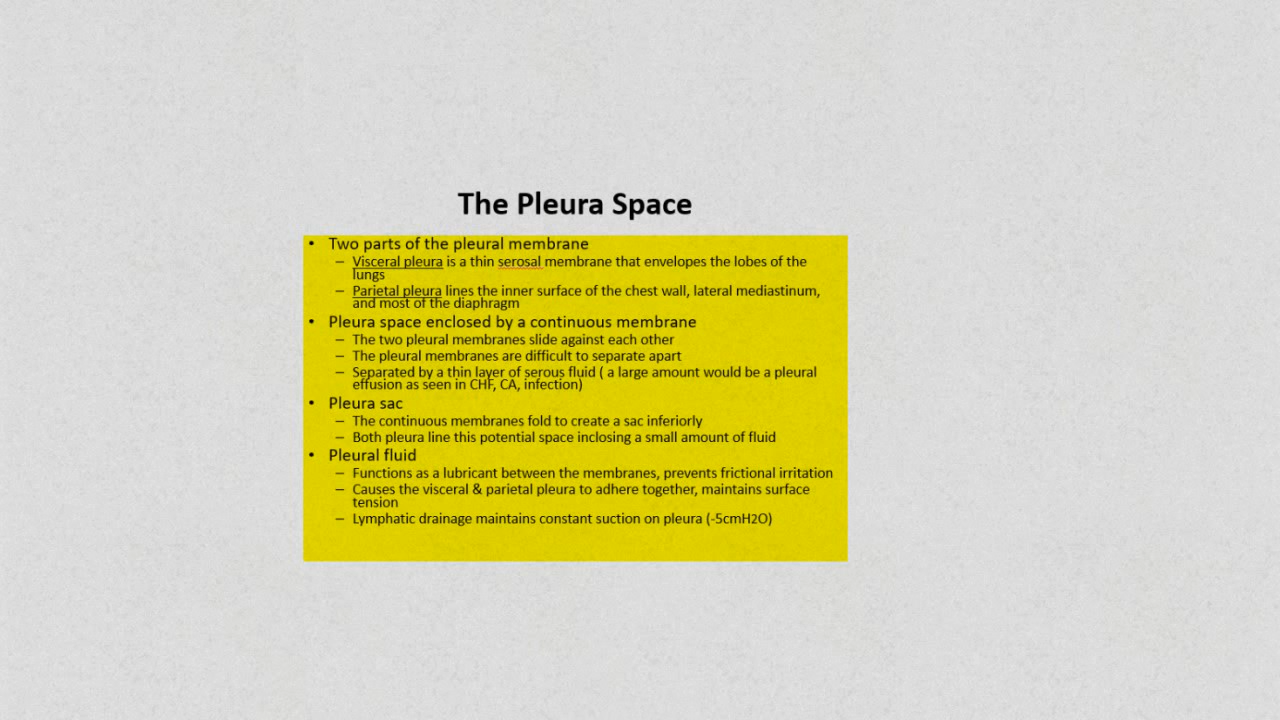 The Pleura Space
• Two parts of the pleural membrane
– Visceral pleura is a thin serosal membrane that envelopes the lobes of the
lungs
– Parietal pleura lines the inner surface of the chest wall, lateral mediastinum,
and most of the diaphragm
• Pleura space enclosed by a continuous membrane
– The two pleural membranes slide against each other
– The pleural membranes are difficult to separate apart
– Separated by a thin layer of serous fluid ( a large amount would be a pleural
effusion as seen in CHF, CA, infection)
• Pleura sac
– The continuous membranes fold to create a sac inferiorly
– Both pleura line this potential space inclosing a small amount of fluid
• Pleural fluid
– Functions as a lubricant between the membranes, prevents frictional irritation
– Causes the visceral & parietal pleura to adhere together, maintains surface
tension
– Lymphatic drainage maintains constant suction on pleura (-5cmH2O)